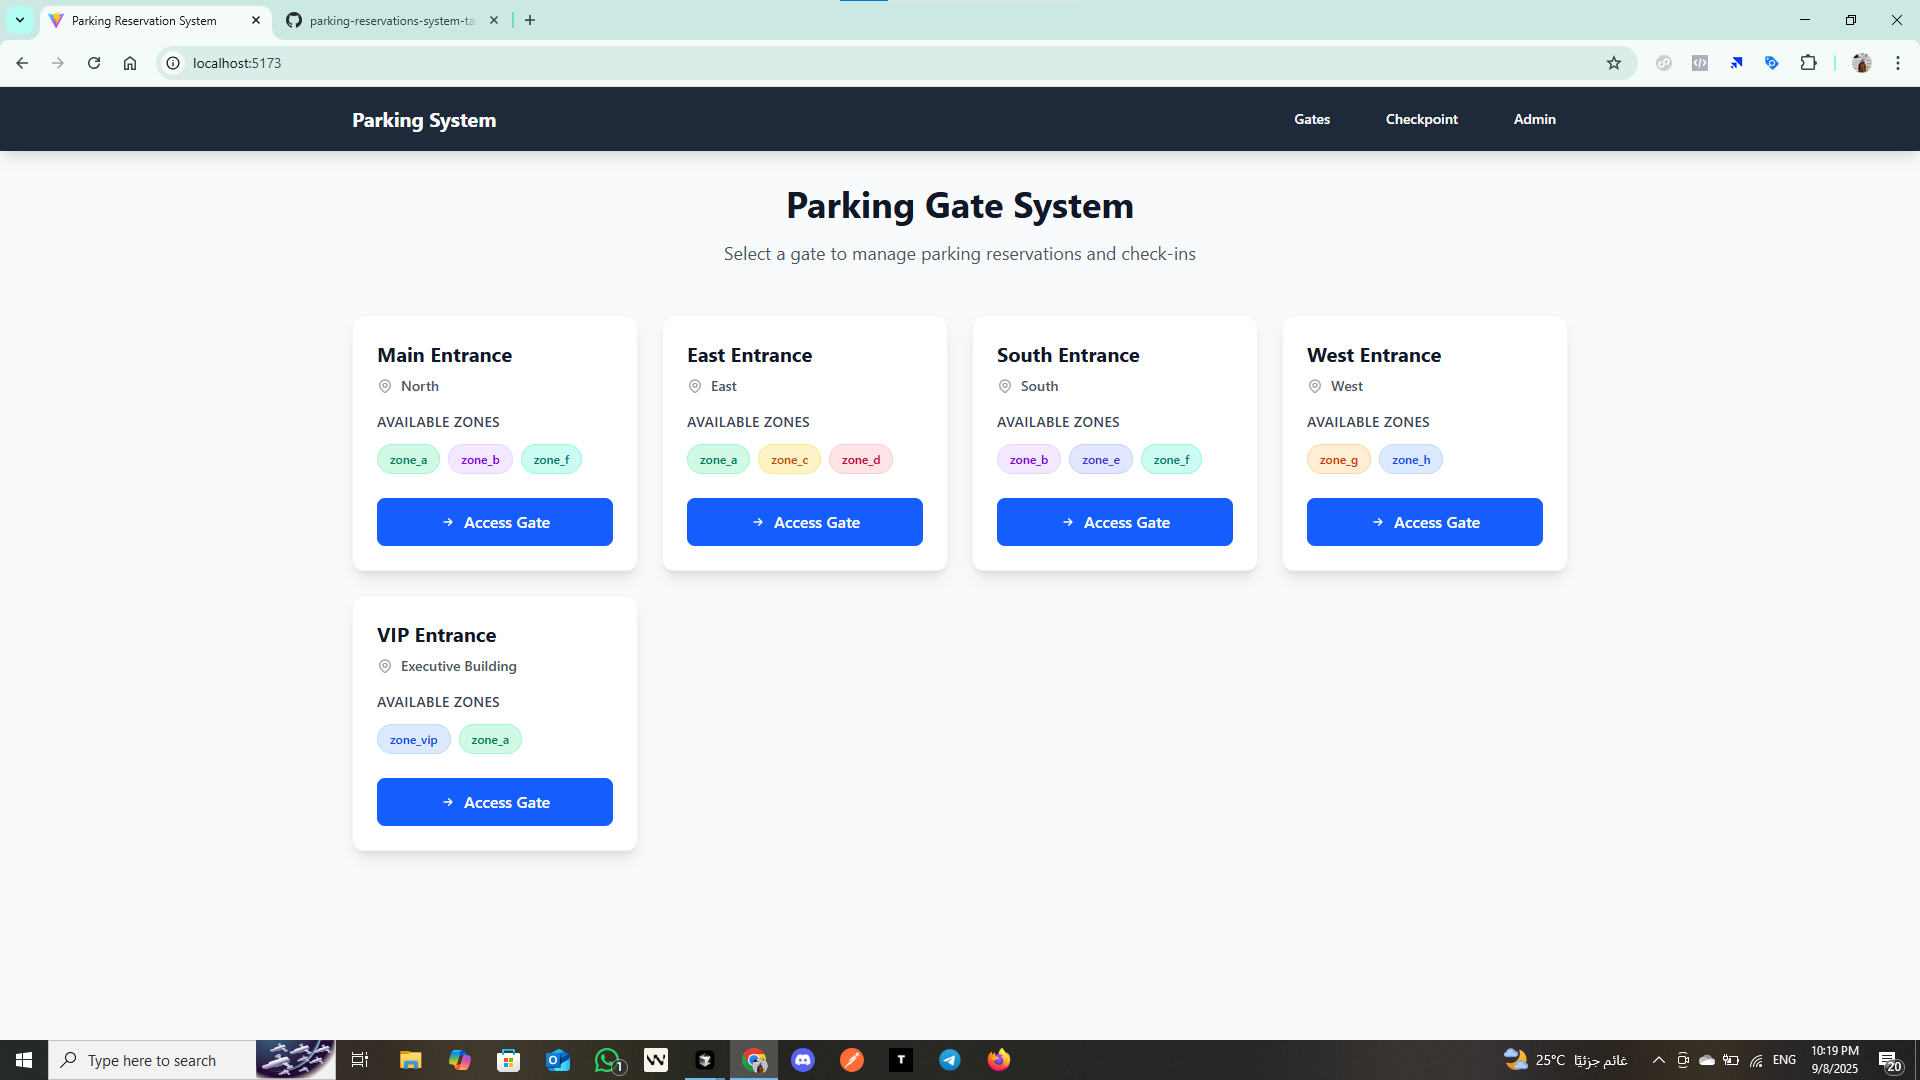 Parking Reservation System
parking-reservations-system-ta
localhost:5173
Parking System
Gates
Checkpoint
Admin
Parking Gate System
Select a gate to manage parking reservations and check-ins
Main Entrance
North
AVAILABLE ZONES
zone_a zone_b zone_f
Access Gate
East Entrance
East
AVAILABLE ZONES
zone_a zone_c zone_d
Access Gate
South Entrance
South
AVAILABLE ZONES
zone_b zone_e zone_f
Access Gate
West Entrance
West
AVAILABLE ZONES
zone_g zone_h
Access Gate
VIP Entrance
Executive Building
AVAILABLE ZONES
zone_vip zone_a
Access Gate
Type here to search
1
T
25°C غائم جزئيًا
ENG
10:19 PM
9/8/2025
20